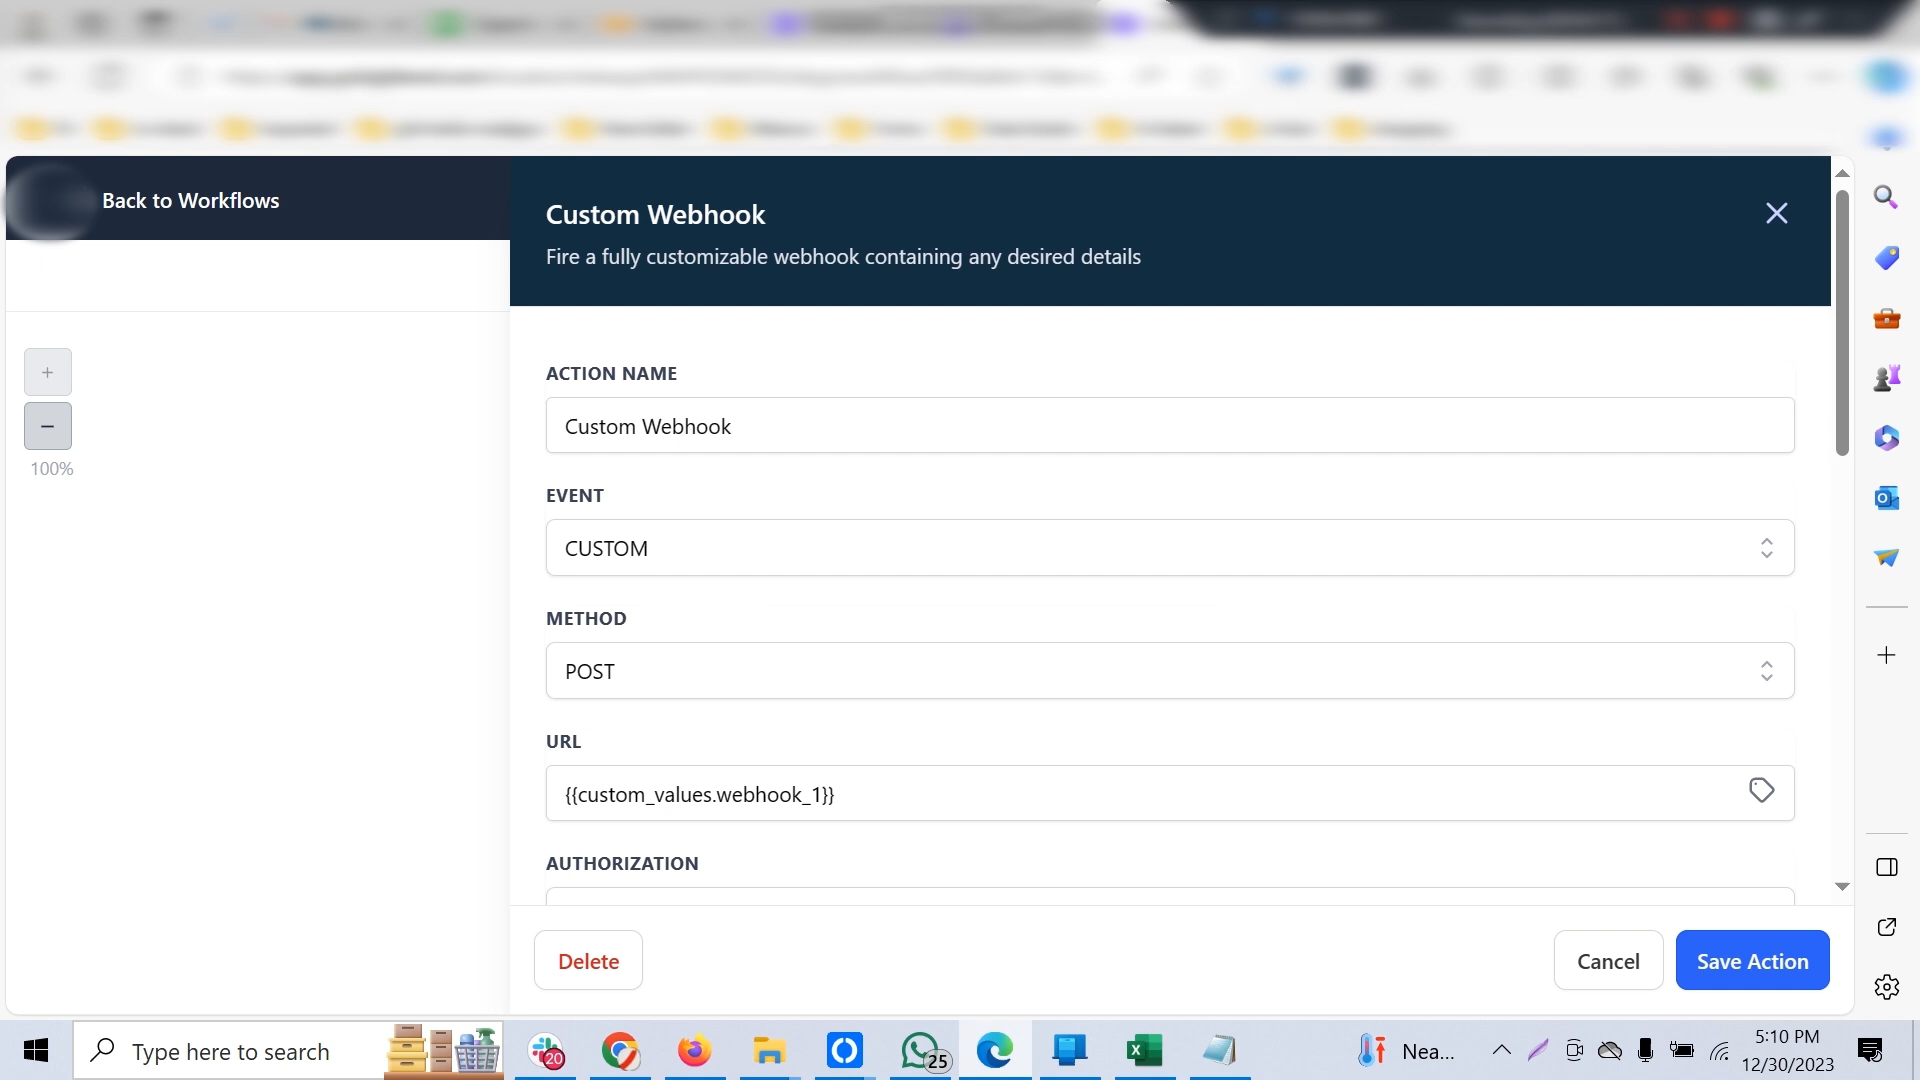 Back to Workflows
Custom Webhook
Fire a fully customizable webhook containing any desired details
ACTION NAME
Custom Webhook
EVENT
CUSTOM
METHOD
POST
URL
{{custom_values.webhook_1}}
AUTHORIZATION
100%
Delete
Cancel
Save Action
Type here to search
20
25
Nea...
5:10 PM
12/30/2023